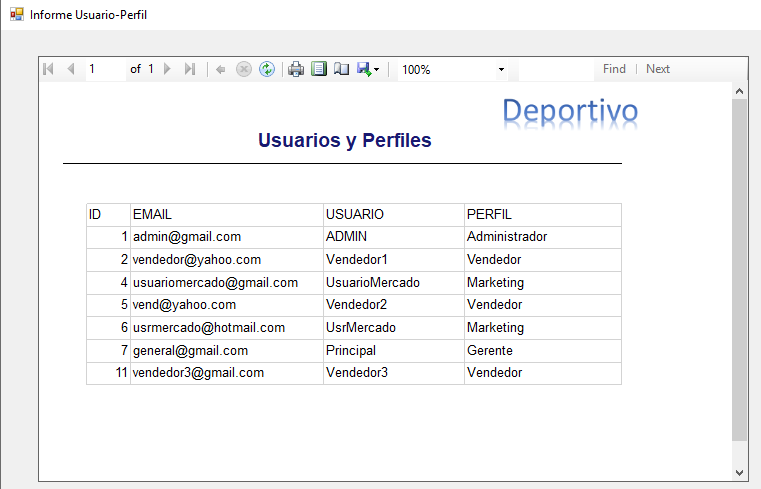 Informe Usuario-Perfil
1 of 1 100% Find | Next
Deportivo
Usuarios y Perfiles
ID EMAIL USUARIO PERFIL
1 admin@gmail.com ADMIN Administrador
2 vendedor@yahoo.com Vendedor1 Vendedor
4 usuariomercado@gmail.com UsuarioMercado Marketing
5 vend@yahoo.com Vendedor2 Vendedor
6 usrmercado@hotmail.com UsrMercado Marketing
7 general@gmail.com Principal Gerente
11 vendedor3@gmail.com Vendedor3 Vendedor